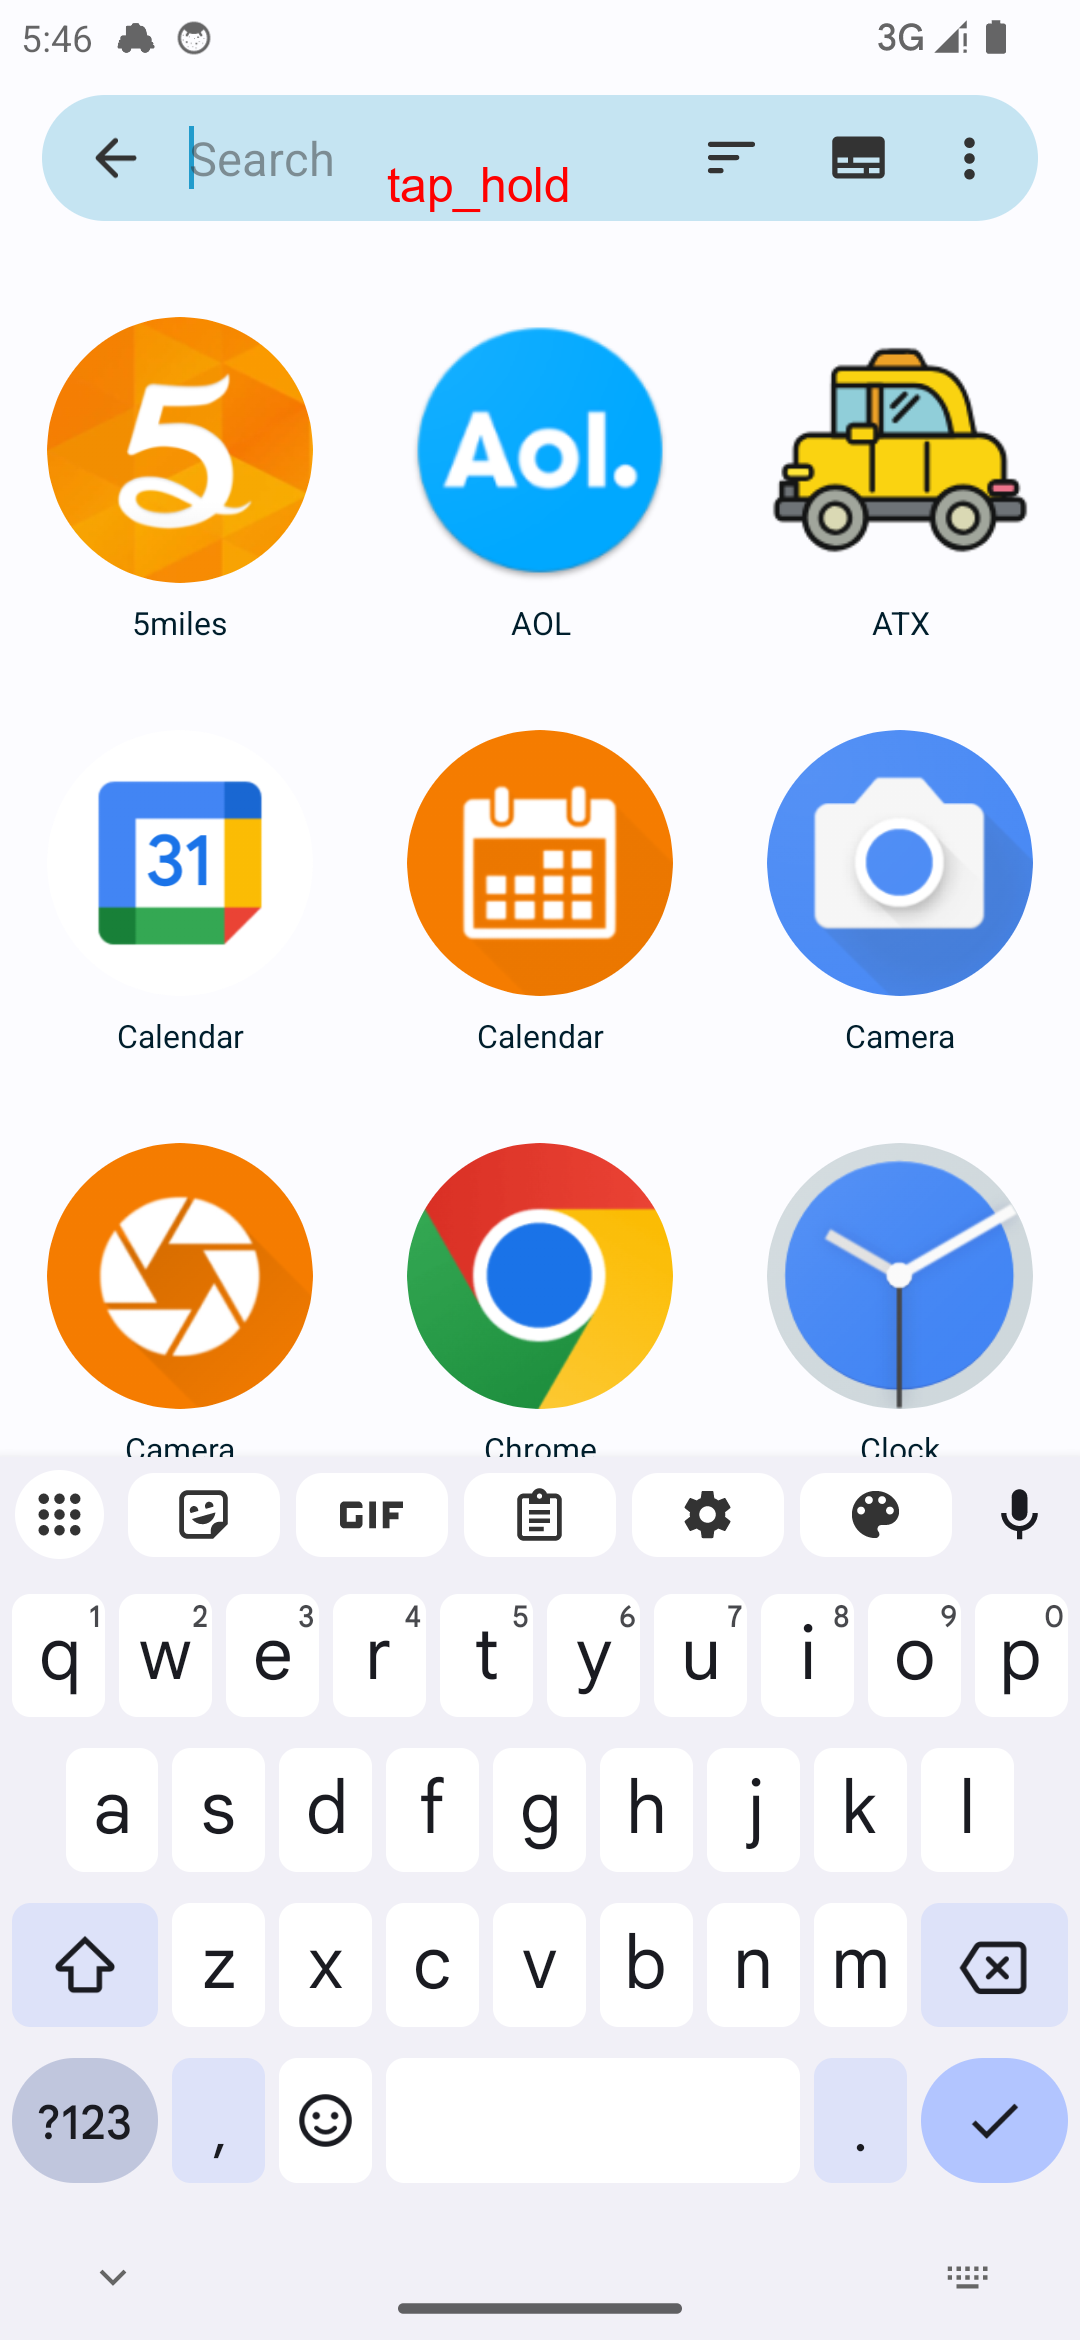 5:46 3G
Search
tap_hold
5 Aol.
5miles AOL ATX
31
Calendar Calendar Camera
Camera Chrome Clock
GIF
1 2 3 4 5 6 7 8 9 0
q w e r t y u i o p
a s d f g h j k l
z x c v b n m
?123 , .